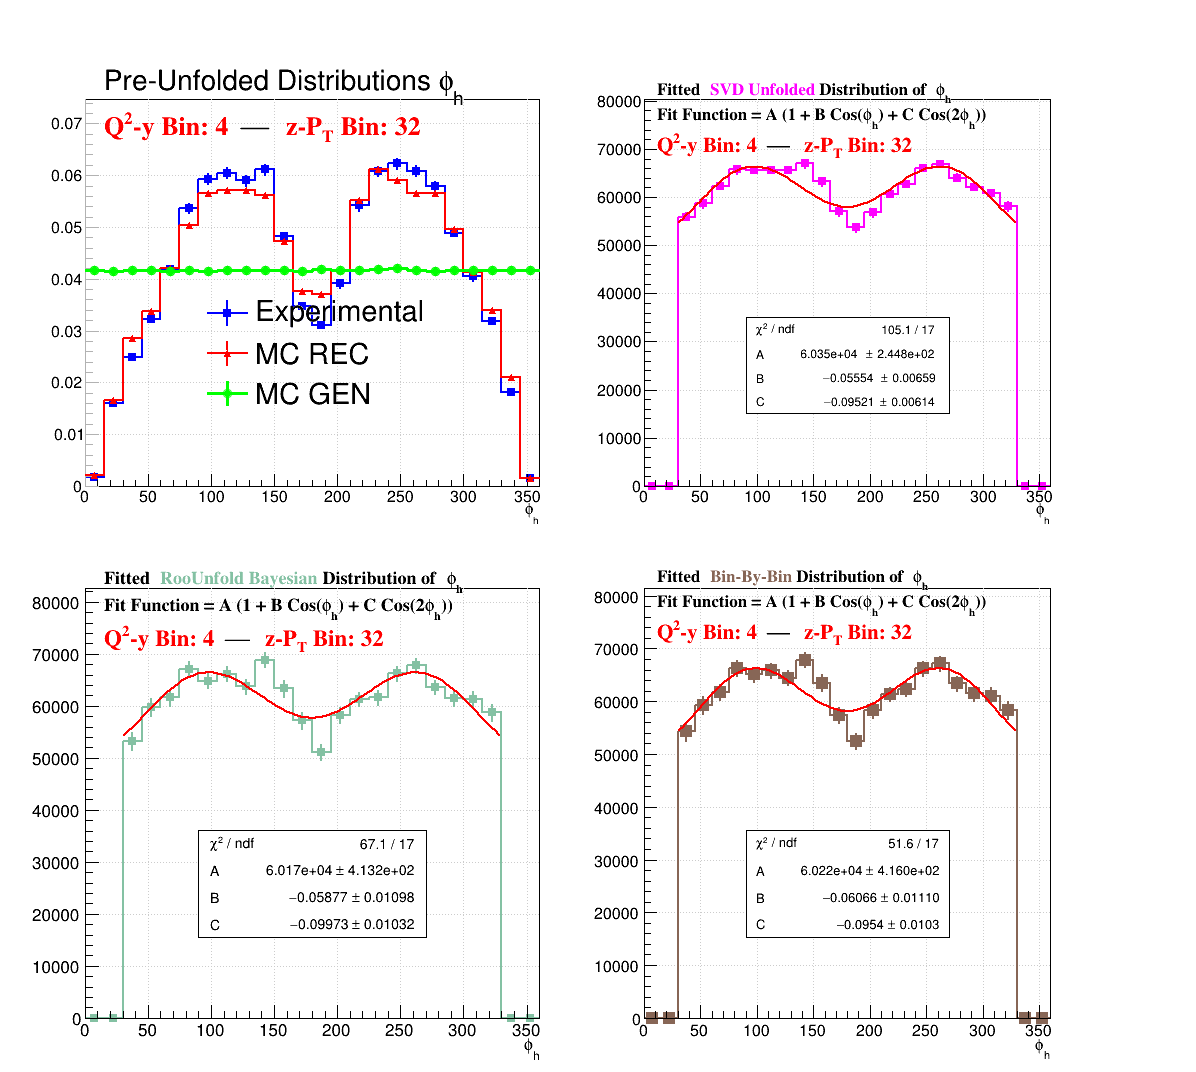 Pre-Unfolded Distributions ϕh
Q²-y Bin: 4 — z-PT Bin: 32
0.07
0.06
0.05
0.04
0.03
0.02
0.01
0
Experimental
MC REC
MC GEN
0 50 100 150 200 250 300 350
ϕh
Fitted SVD Unfolded Distribution of ϕh
Fit Function = A (1 + B Cos(ϕh) + C Cos(2ϕh))
Q²-y Bin: 4 — z-PT Bin: 32
80000
70000
60000
50000
40000
30000
20000
10000
0
χ² / ndf 105.1 / 17
A 6.035e+04 ± 2.448e+02
B −0.05554 ± 0.00659
C −0.09521 ± 0.00614
0 50 100 150 200 250 300 350
ϕh
Fitted RooUnfold Bayesian Distribution of ϕh
Fit Function = A (1 + B Cos(ϕh) + C Cos(2ϕh))
Q²-y Bin: 4 — z-PT Bin: 32
80000
70000
60000
50000
40000
30000
20000
10000
0
χ² / ndf 67.1 / 17
A 6.017e+04 ± 4.132e+02
B −0.05877 ± 0.01098
C −0.09973 ± 0.01032
0 50 100 150 200 250 300 350
ϕh
Fitted Bin-By-Bin Distribution of ϕh
Fit Function = A (1 + B Cos(ϕh) + C Cos(2ϕh))
Q²-y Bin: 4 — z-PT Bin: 32
80000
70000
60000
50000
40000
30000
20000
10000
0
χ² / ndf 51.6 / 17
A 6.022e+04 ± 4.160e+02
B −0.06066 ± 0.01110
C −0.0954 ± 0.0103
0 50 100 150 200 250 300 350
ϕh